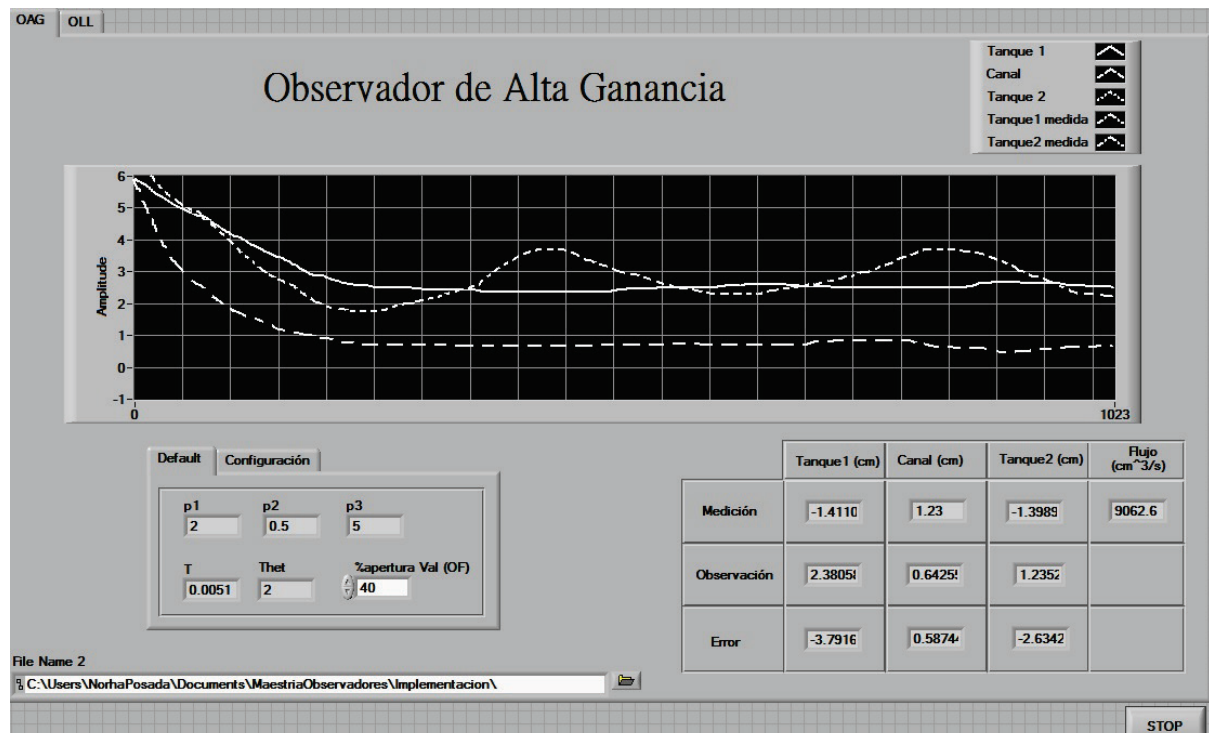 OAG OLL
Observador de Alta Ganancia
Tanque 1
Canal
Tanque 2
Tanque1 medida
Tanque2 medida
Amplitude
6
5
4
3
2
1
0
-1
0 1023
Default Configuración
p1 p2 p3
2 0.5 5
T Thet %apertura Val (OF)
0.0051 2 40
Tanque1 (cm) Canal (cm) Tanque2 (cm) Flujo (cm^3/s)
Medición -1.4110 1.23 -1.3989 9062.6
Observación 2.3805 0.6425 1.2352
Error -3.7916 0.5874 -2.6342
File Name 2
C:\Users\NorhaPosada\Documents\MaestriaObservadores\Implementacion\
STOP